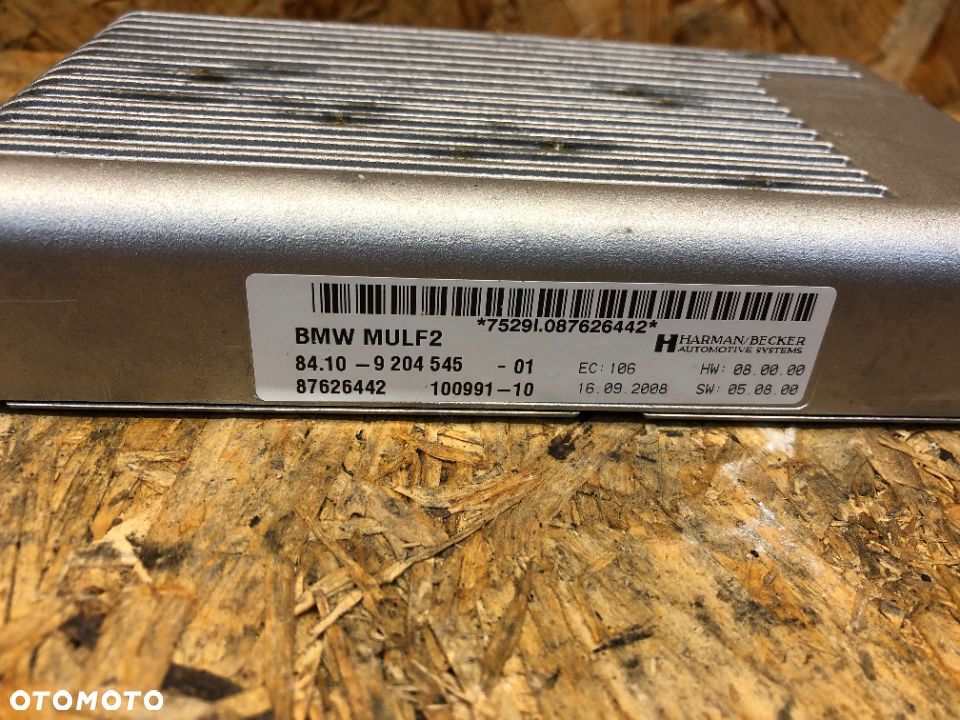 *7529I.087626442*
BMW MULF2
HARMAN/BECKER
AUTOMOTIVE SYSTEMS
84.10 - 9 204 545 - 01 EC: 106 HW: 08.00.00
87626442 100991-10 16.09.2008 SW: 05.08.00
OTOMOTO